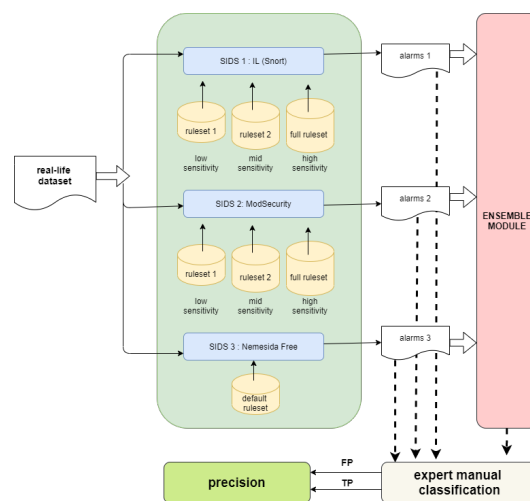 SIDS 1 : IL (Snort)
alarms 1
ruleset 1
ruleset 2
full ruleset
low
sensitivity
mid
sensitivity
high
sensitivity
real-life
dataset
SIDS 2: ModSecurity
alarms 2
ENSEMBLE
MODULE
ruleset 1
ruleset 2
full ruleset
low
sensitivity
mid
sensitivity
high
sensitivity
SIDS 3 : Nemesida Free
alarms 3
default
ruleset
precision
FP
TP
expert manual
classification